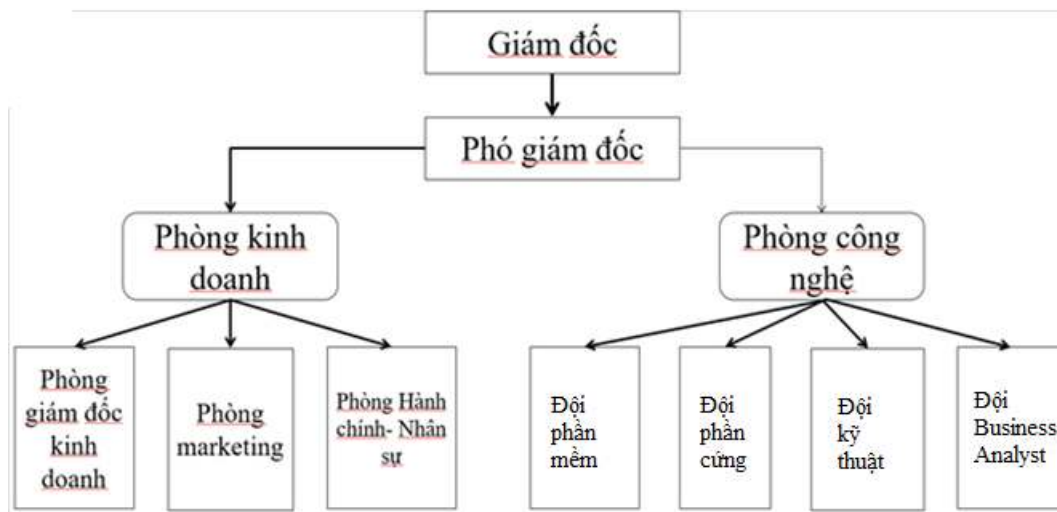 Giám đốc
Phó giám đốc
Phòng kinh
doanh
Phòng công
nghệ
Phòng
giám đốc
kinh
doanh
Phòng
marketing
Phòng Hành
chính- Nhân
sự
Đội
phần
mềm
Đội
phần
cứng
Đội
kỹ
thuật
Đội
Business
Analyst